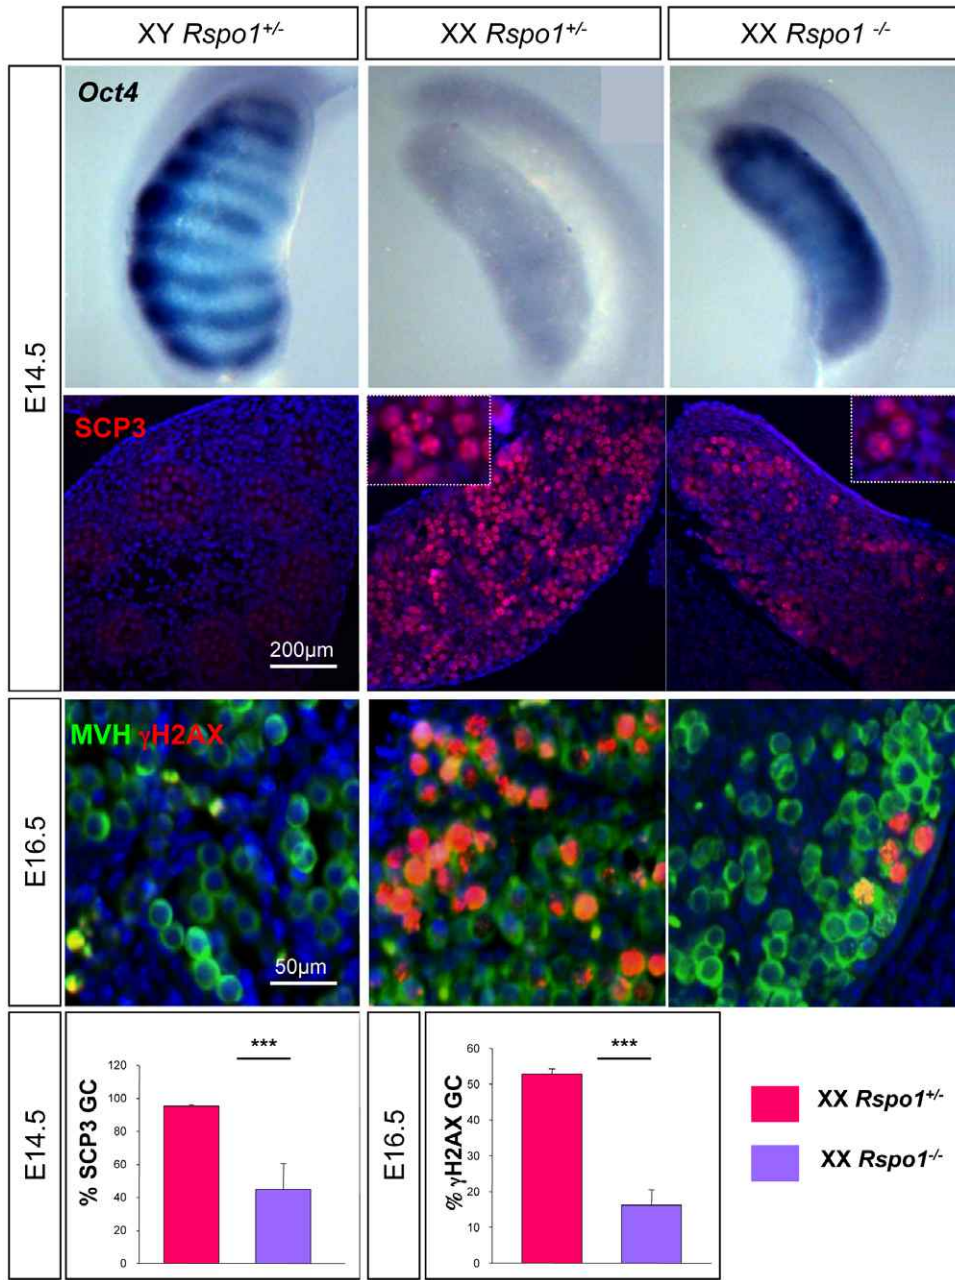 XY Rspo1+/-
XX Rspo1+/-
XX Rspo1 -/-
E14.5
Oct4
SCP3
200µm
E16.5
MVH γH2AX
50µm
E14.5
% SCP3 GC
120
100
80
60
40
20
0
***
E16.5
% γH2AX GC
60
50
40
30
20
10
0
***
XX Rspo1+/-
XX Rspo1-/-